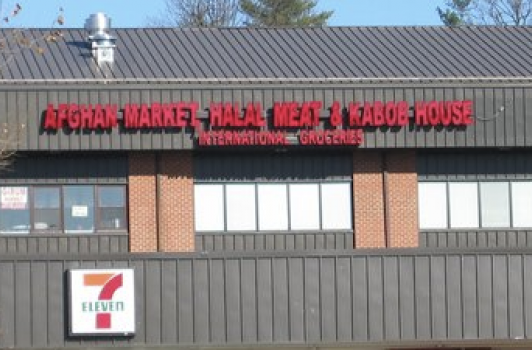 AFGHAN MARKET, HALAL MEAT & KABOB HOUSE
INTERNATIONAL GROCERIES
7
ELEVEN